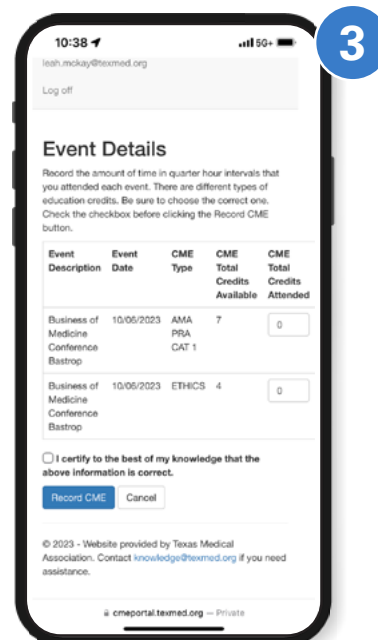 3
10:38
5G+
leah.mckay@texmed.org
Log off
Event Details
Record the amount of time in quarter hour intervals that
you attended each event. There are different types of
education credits. Be sure to choose the correct one.
Check the checkbox before clicking the Record CME
button.
Event Description Event Date CME Type CME Total Credits Available CME Total Credits Attended
Business of Medicine Conference Bastrop 10/06/2023 AMA PRA CAT 1 7 0
Business of Medicine Conference Bastrop 10/06/2023 ETHICS 4 0
I certify to the best of my knowledge that the
above information is correct.
Record CME Cancel
© 2023 - Website provided by Texas Medical
Association. Contact knowledge@texmed.org if you need
assistance.
cmeportal.texmed.org — Private